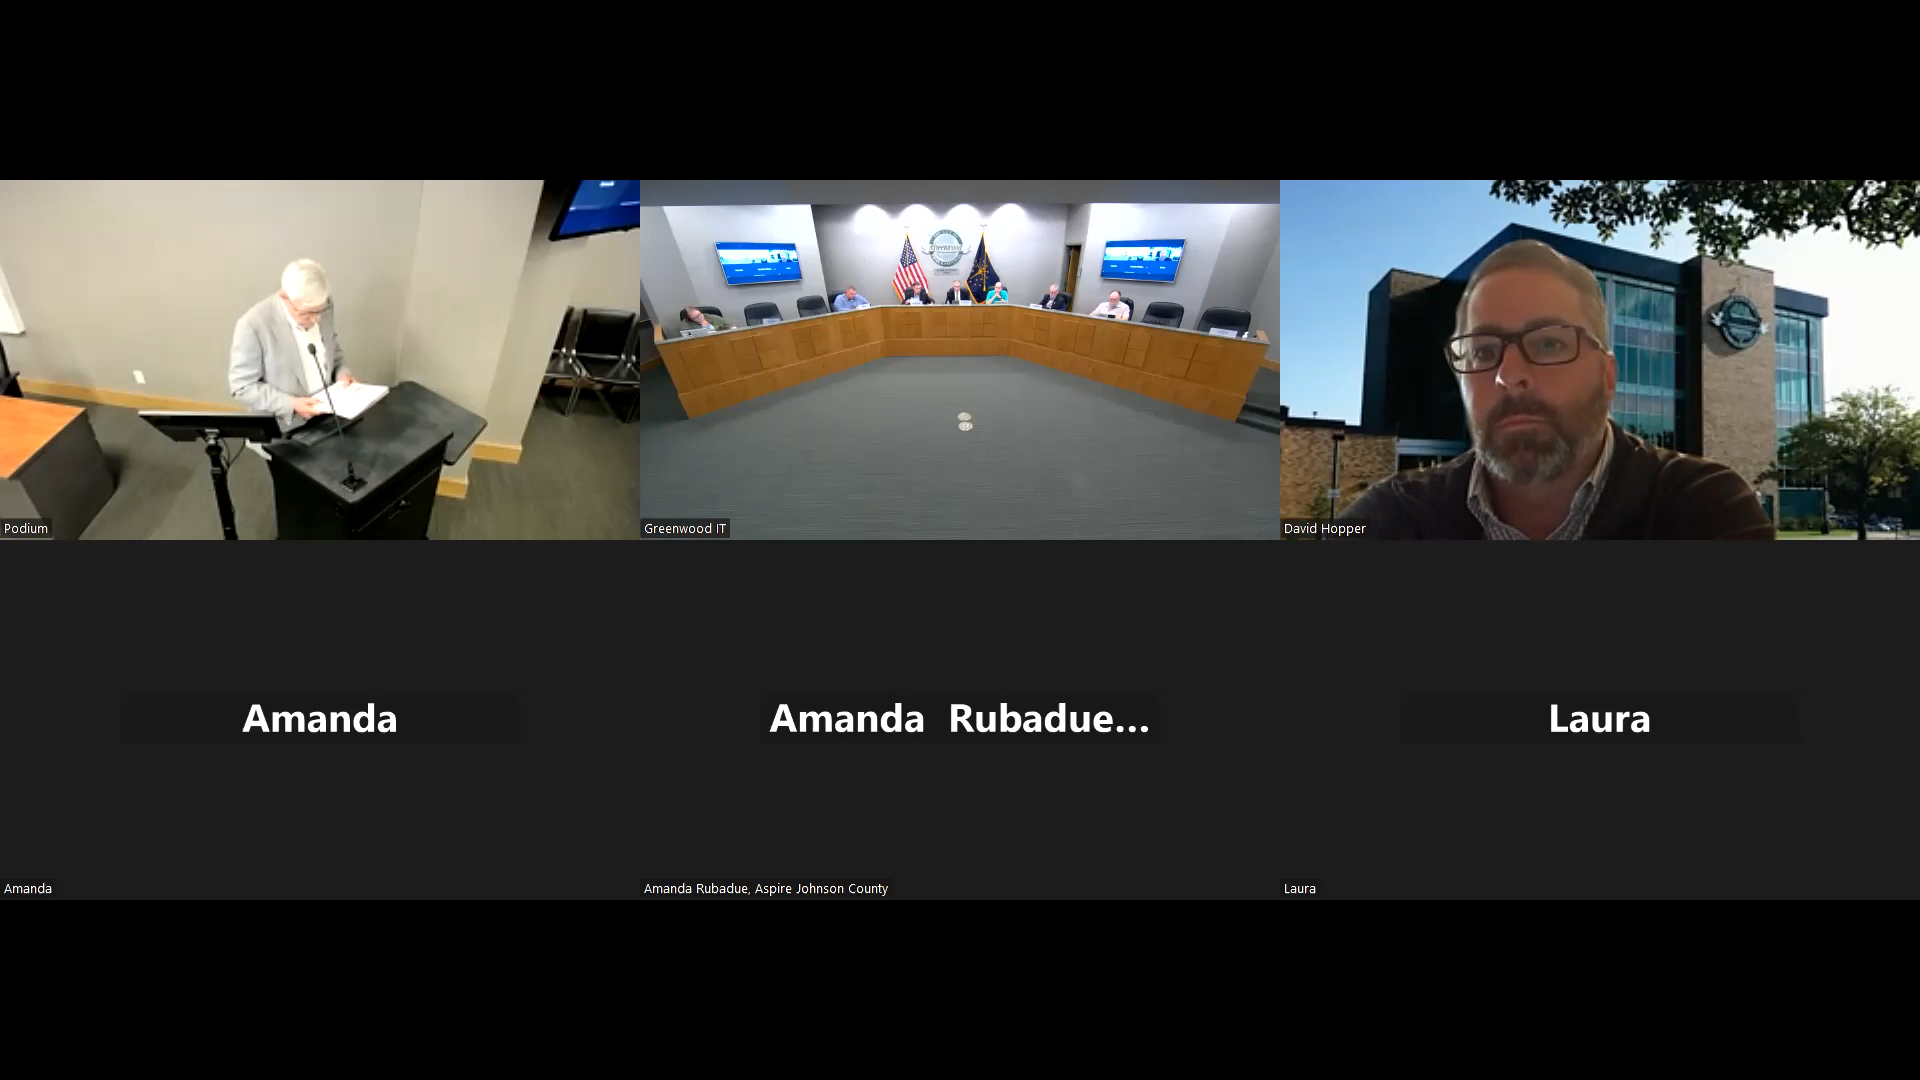 Podium
Greenwood IT
David Hopper
Amanda
Amanda Rubadue...
Laura
Amanda
Amanda Rubadue, Aspire Johnson County
Laura